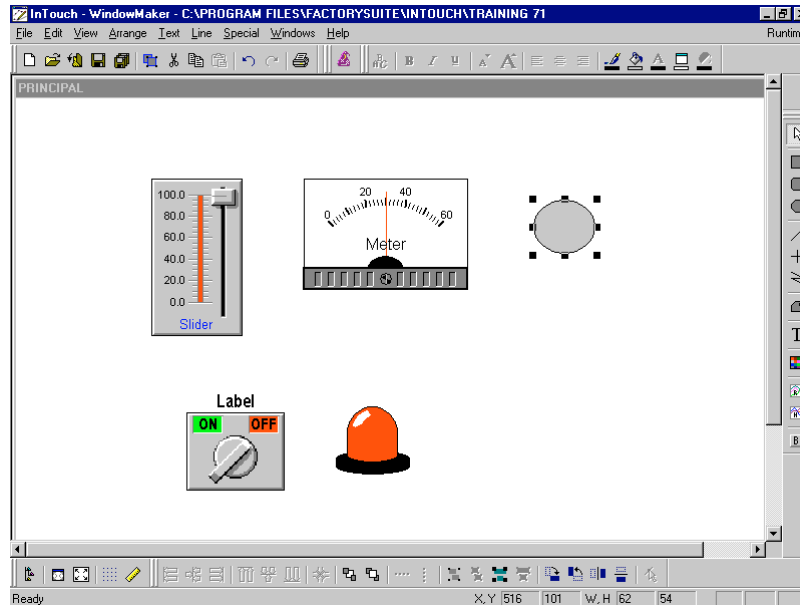 InTouch - WindowMaker - C:\PROGRAM FILES\FACTORYSUITE\INTOUCH\TRAINING 71
File Edit View Arrange Text Line Special Windows Help Runtim
PRINCIPAL
100.0
80.0
60.0
40.0
20.0
0.0
Slider
0 20 40 60
Meter
Label
ON OFF
Ready X,Y 516 101 W,H 62 54